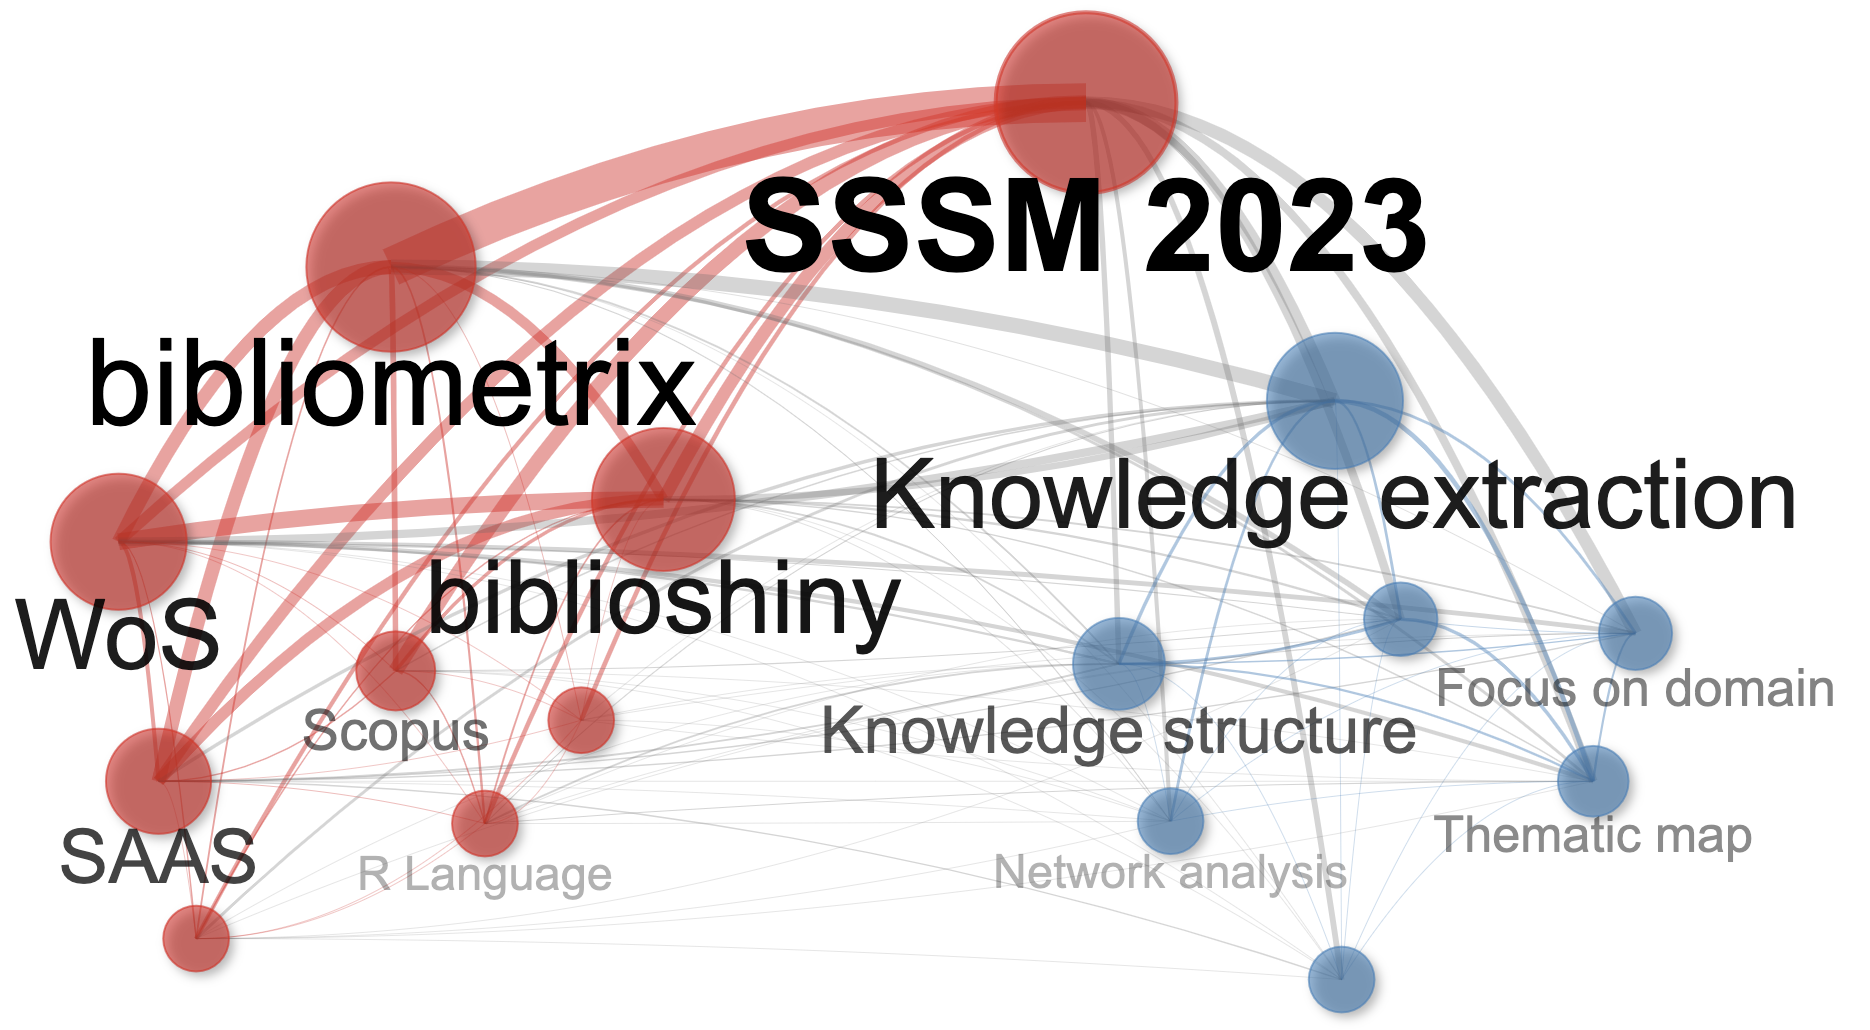 SSSM 2023
bibliometrix
Knowledge extraction
biblioshiny
WoS
Focus on domain
Scopus
Knowledge structure
Thematic map
SAAS
R Language
Network analysis